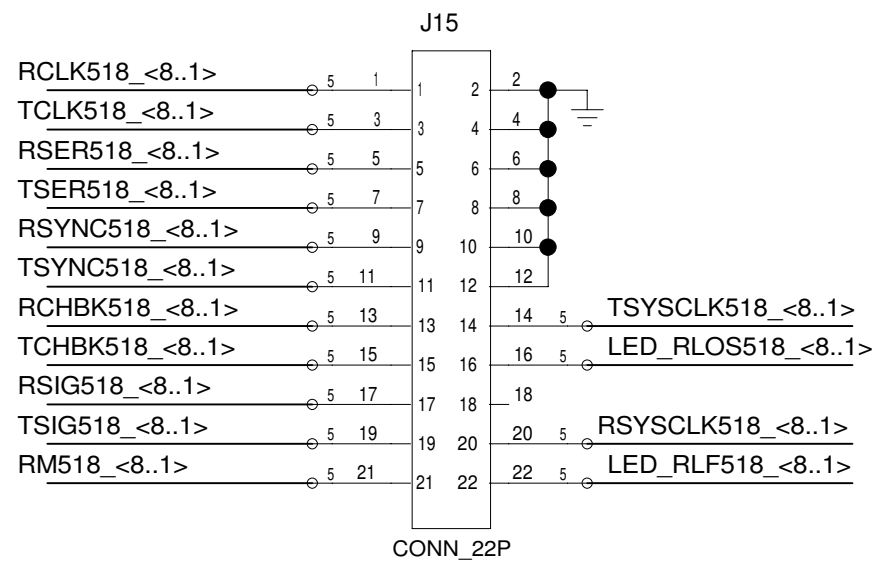 J15
RCLK518_<8..1> 5 1 1 2 2
TCLK518_<8..1> 5 3 3 4 4
RSER518_<8..1> 5 5 5 6 6
TSER518_<8..1> 5 7 7 8 8
RSYNC518_<8..1> 5 9 9 10 10
TSYNC518_<8..1> 5 11 11 12 12
RCHBK518_<8..1> 5 13 13 14 14 5 TSYSCLK518_<8..1>
TCHBK518_<8..1> 5 15 15 16 16 5 LED_RLOS518_<8..1>
RSIG518_<8..1> 5 17 17 18 18
TSIG518_<8..1> 5 19 19 20 20 5 RSYSCLK518_<8..1>
RM518_<8..1> 5 21 21 22 22 5 LED_RLF518_<8..1>
CONN_22P